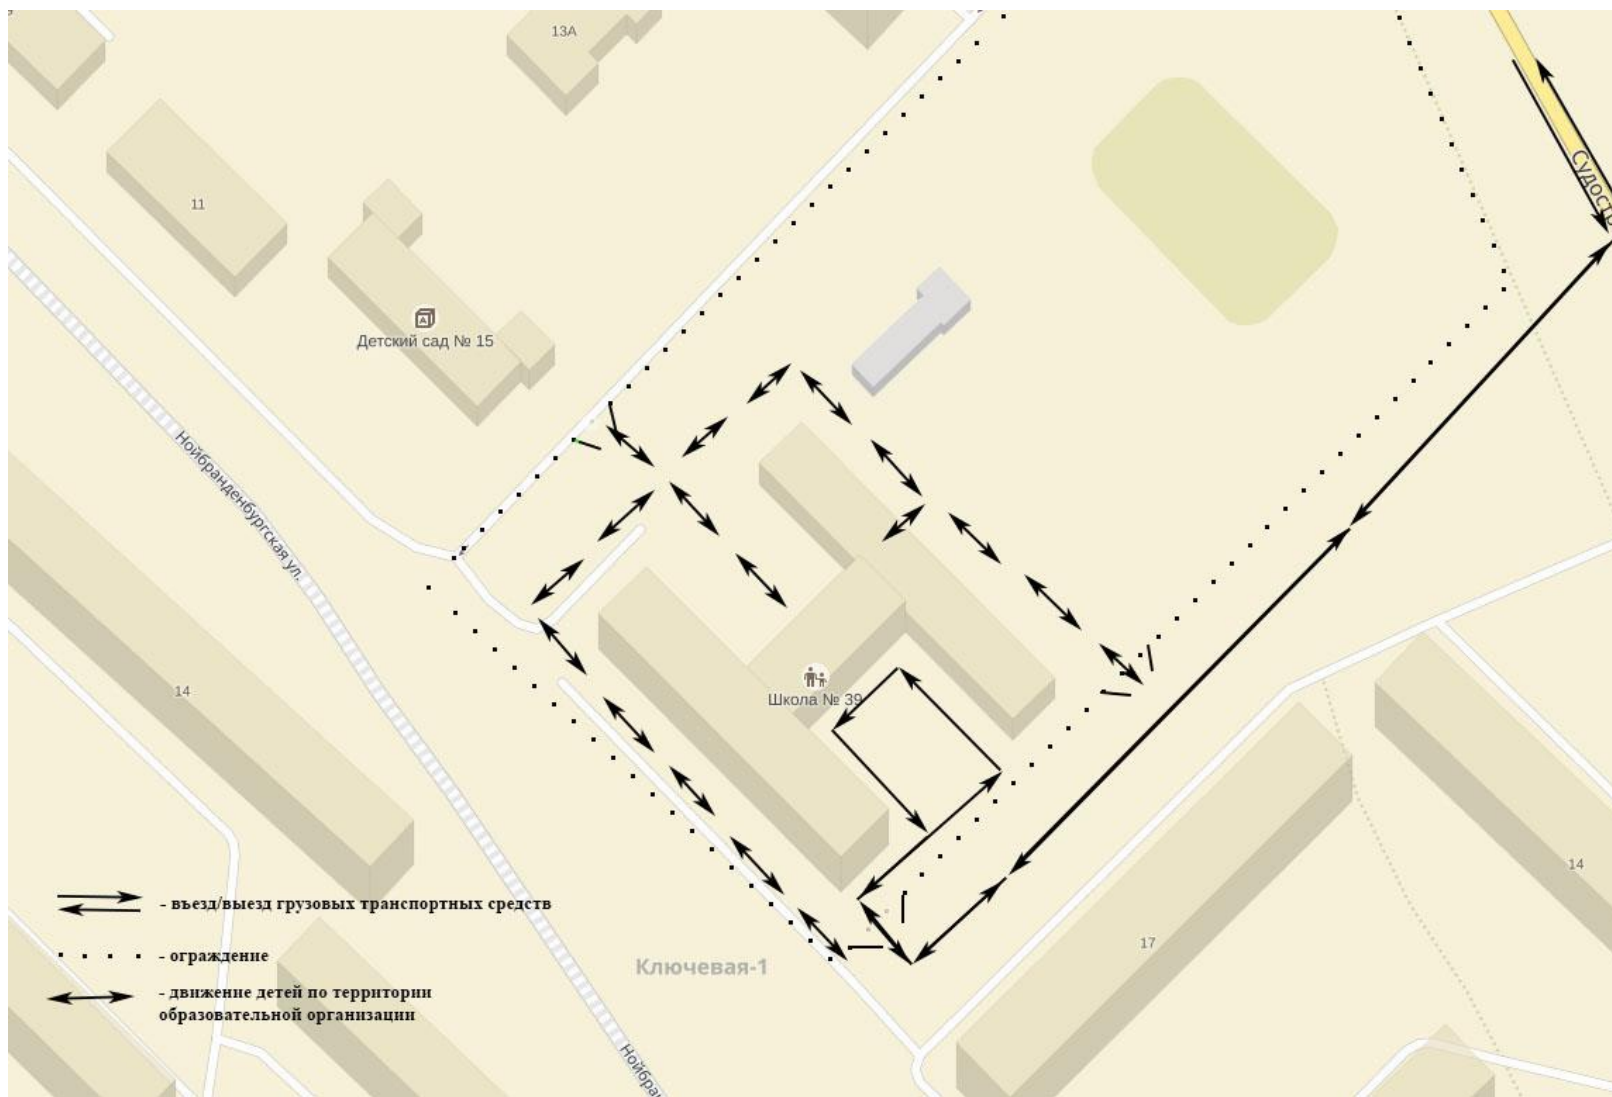 13А
11
Судост
Детский сад № 15
Нойбранденбургская ул.
14
Школа № 39
14
- въезд/выезд грузовых транспортных средств
17
- ограждение
Ключевая-1
- движение детей по территории
образовательной организации
Нойбран